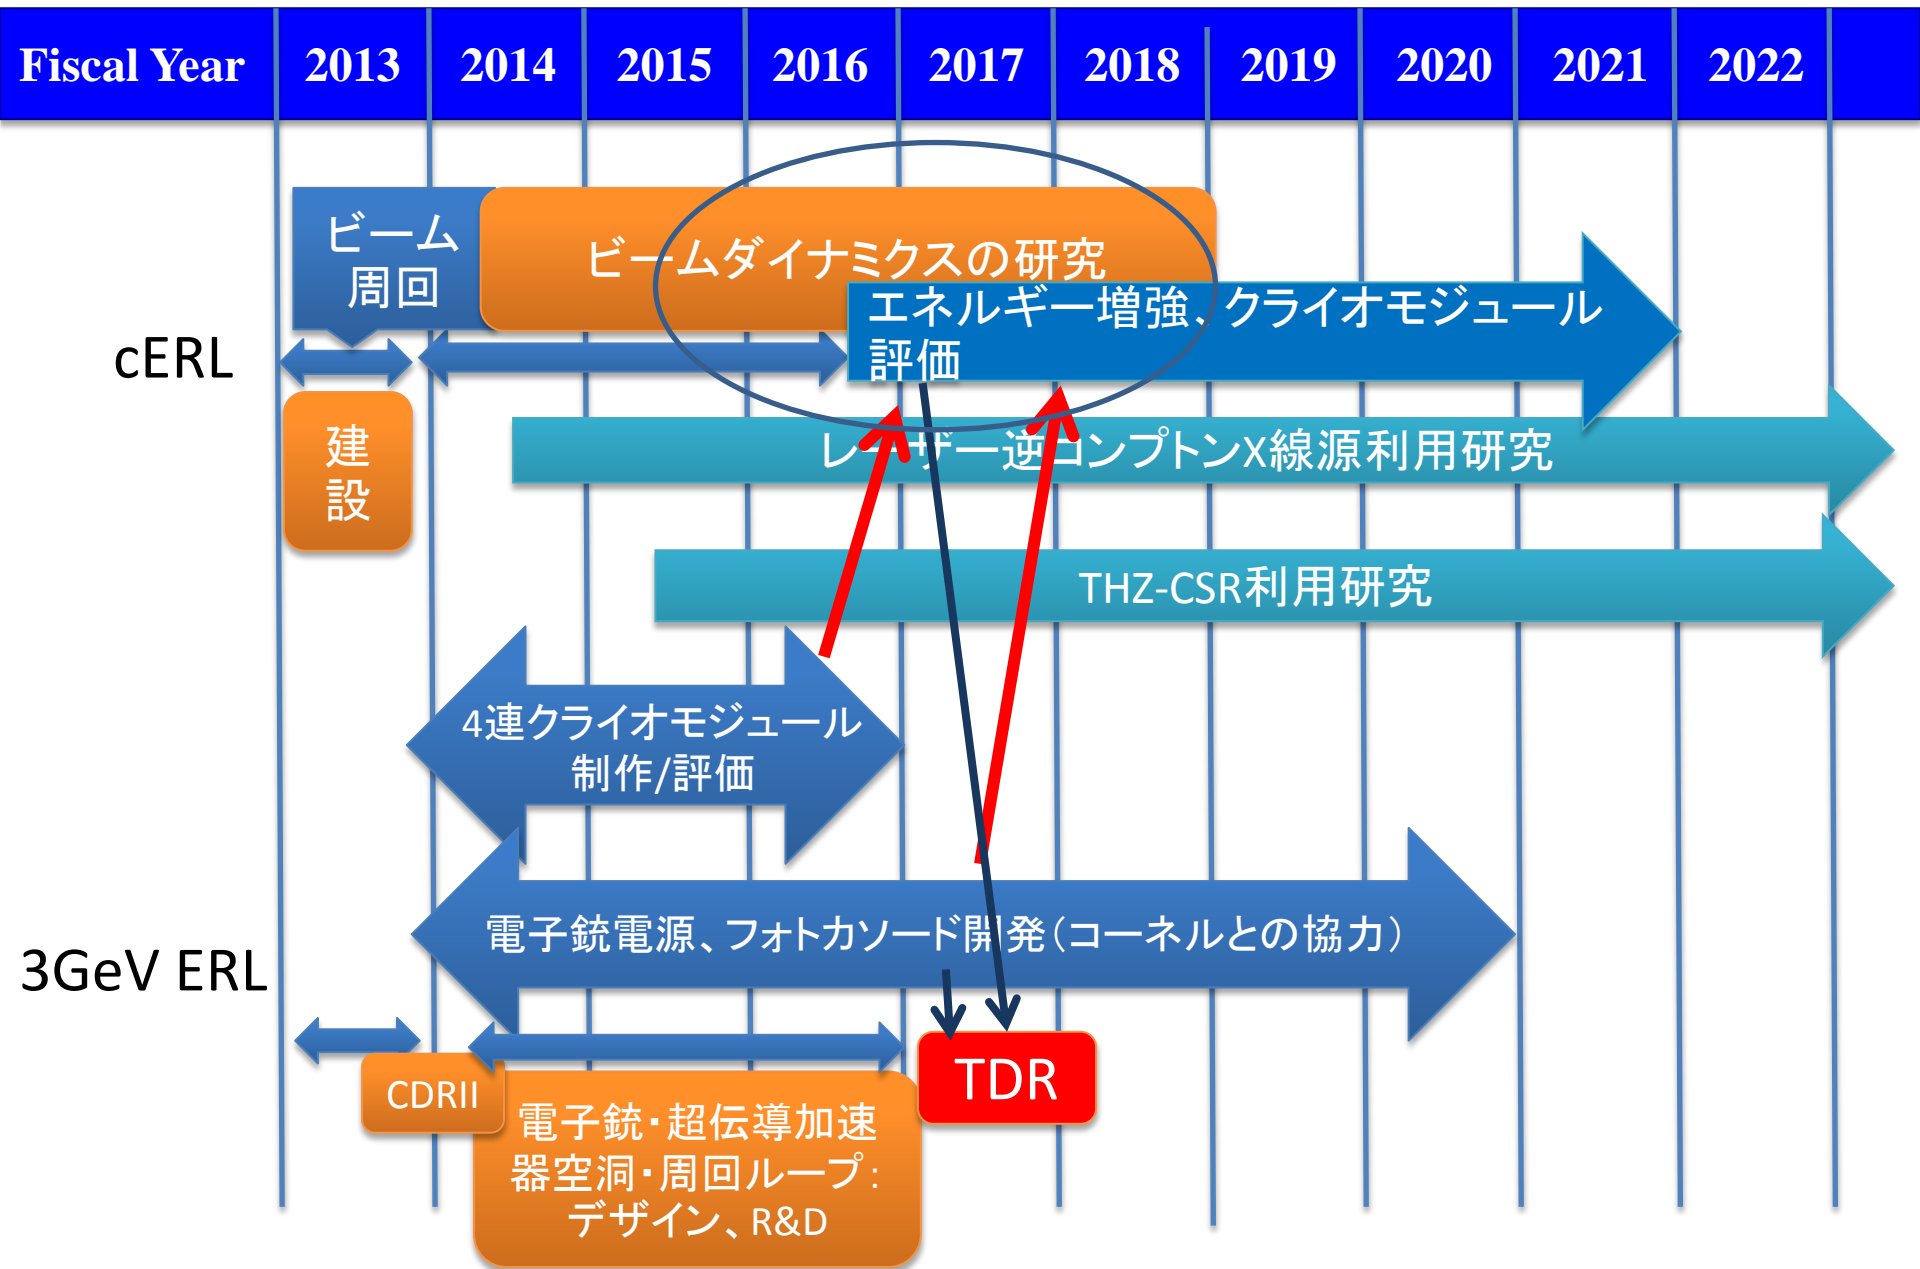 Fiscal Year 2013 2014 2015 2016 2017 2018 2019 2020 2021 2022
ビーム
周回
ビームダイナミクスの研究
エネルギー増強、クライオモジュール
評価
cERL
建
設
レーザー逆コンプトンX線源利用研究
THZ-CSR利用研究
4連クライオモジュール
制作/評価
電子銃電源、フォトカソード開発（コーネルとの協力）
3GeV ERL
CDRII
TDR
電子銃・超伝導加速
器空洞・周回ループ：
デザイン、R&D